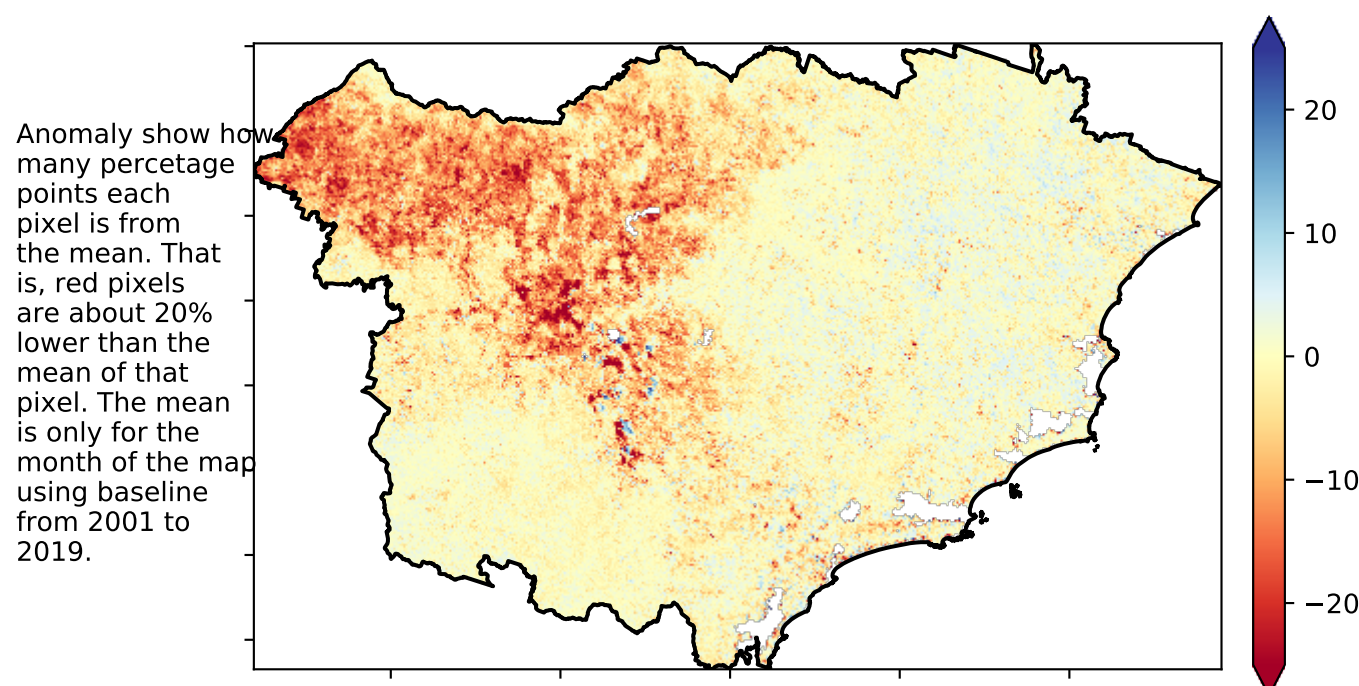 Anomaly show how
many percetage
points each
pixel is from
the mean. That
is, red pixels
are about 20%
lower than the
mean of that
pixel. The mean
is only for the
month of the map
using baseline
from 2001 to
2019.
20
10
0
−10
−20